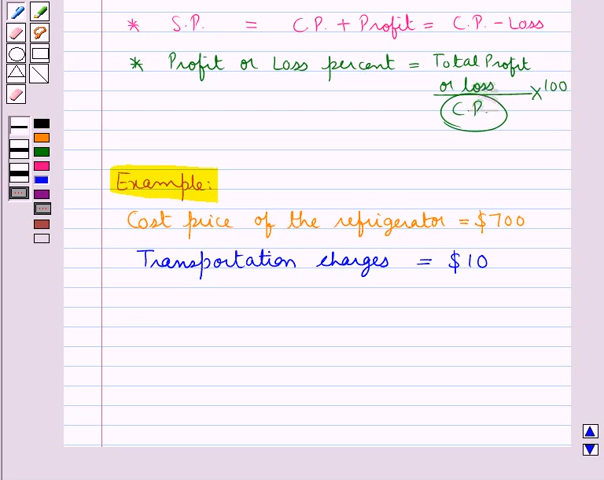 * S.P. = C.P. + Profit = C.P. - Loss
* Profit or Loss percent = Total Profit
or loss
C.P. × 100
Example:
Cost price of the refrigerator = $700
Transportation charges = $10